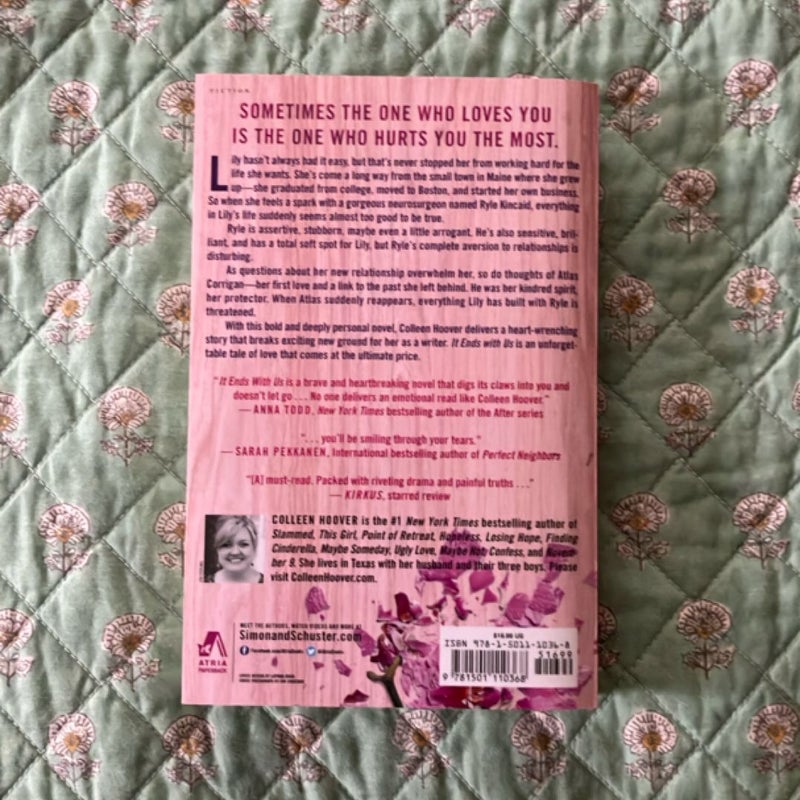 FICTION
SOMETIMES THE ONE WHO LOVES YOU
IS THE ONE WHO HURTS YOU THE MOST.
Lily hasn't always had it easy, but that's never stopped her from working hard for the
life she wants. She's come a long way from the small town in Maine where she grew
up—she graduated from college, moved to Boston, and started her own business.
So when she feels a spark with a gorgeous neurosurgeon named Ryle Kincaid, everything
in Lily's life suddenly seems almost too good to be true.
Ryle is assertive, stubborn, maybe even a little arrogant. He's also sensitive, bril-
liant, and has a total soft spot for Lily, but Ryle's complete aversion to relationships is
disturbing.
As questions about her new relationship overwhelm her, so do thoughts of Atlas
Corrigan—her first love and a link to the past she left behind. He was her kindred spirit,
her protector. When Atlas suddenly reappears, everything Lily has built with Ryle is
threatened.
With this bold and deeply personal novel, Colleen Hoover delivers a heart-wrenching
story that breaks exciting new ground for her as a writer. It Ends with Us is an unforget-
table tale of love that comes at the ultimate price.
"It Ends With Us is a brave and heartbreaking novel that digs its claws into you and
doesn't let go . . . No one delivers an emotional read like Colleen Hoover."
—ANNA TODD, New York Times bestselling author of the After series
". . . you'll be smiling through your tears."
—SARAH PEKKANEN, International bestselling author of Perfect Neighbors
"[A] must-read. Packed with riveting drama and painful truths . . ."
—KIRKUS, starred review
COLLEEN HOOVER is the #1 New York Times bestselling author of
Slammed, This Girl, Point of Retreat, Hopeless, Losing Hope, Finding
Cinderella, Maybe Someday, Ugly Love, Maybe Not, Confess, and Novem-
ber 9. She lives in Texas with her husband and their three boys. Please
visit ColleenHoover.com.
MEET THE AUTHORS, WATCH VIDEOS AND MORE AT
SimonandSchuster.com
ATRIA
PAPERBACK
$16.99 US
ISBN 978-1-5011-1036-8
51699
9 781501 110368